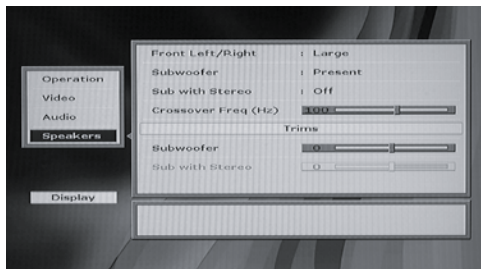 Operation
Video
Audio
Speakers
Display
Front Left/Right : Large
Subwoofer : Present
Sub with Stereo : Off
Crossover Freq (Hz) 100
Trims
Subwoofer 0
Sub with Stereo 0